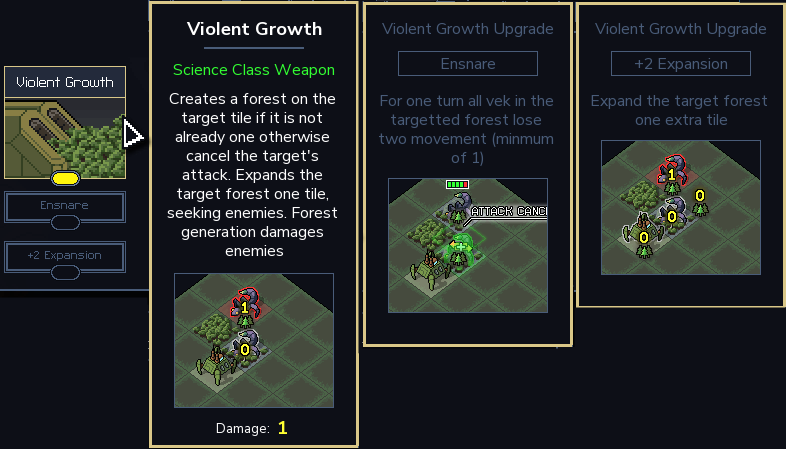 Violent Growth
Ensnare
+2 Expansion
Violent Growth
Science Class Weapon
Creates a forest on the
target tile if it is not
already one otherwise
cancel the target's
attack. Expands the
target forest one tile,
seeking enemies. Forest
generation damages
enemies
1
0
Damage: 1
Violent Growth Upgrade
Ensnare
For one turn all vek in the
targetted forest lose
two movement (minmum
of 1)
ATTACK CANC
Violent Growth Upgrade
+2 Expansion
Expand the target forest
one extra tile
1
0
0
0